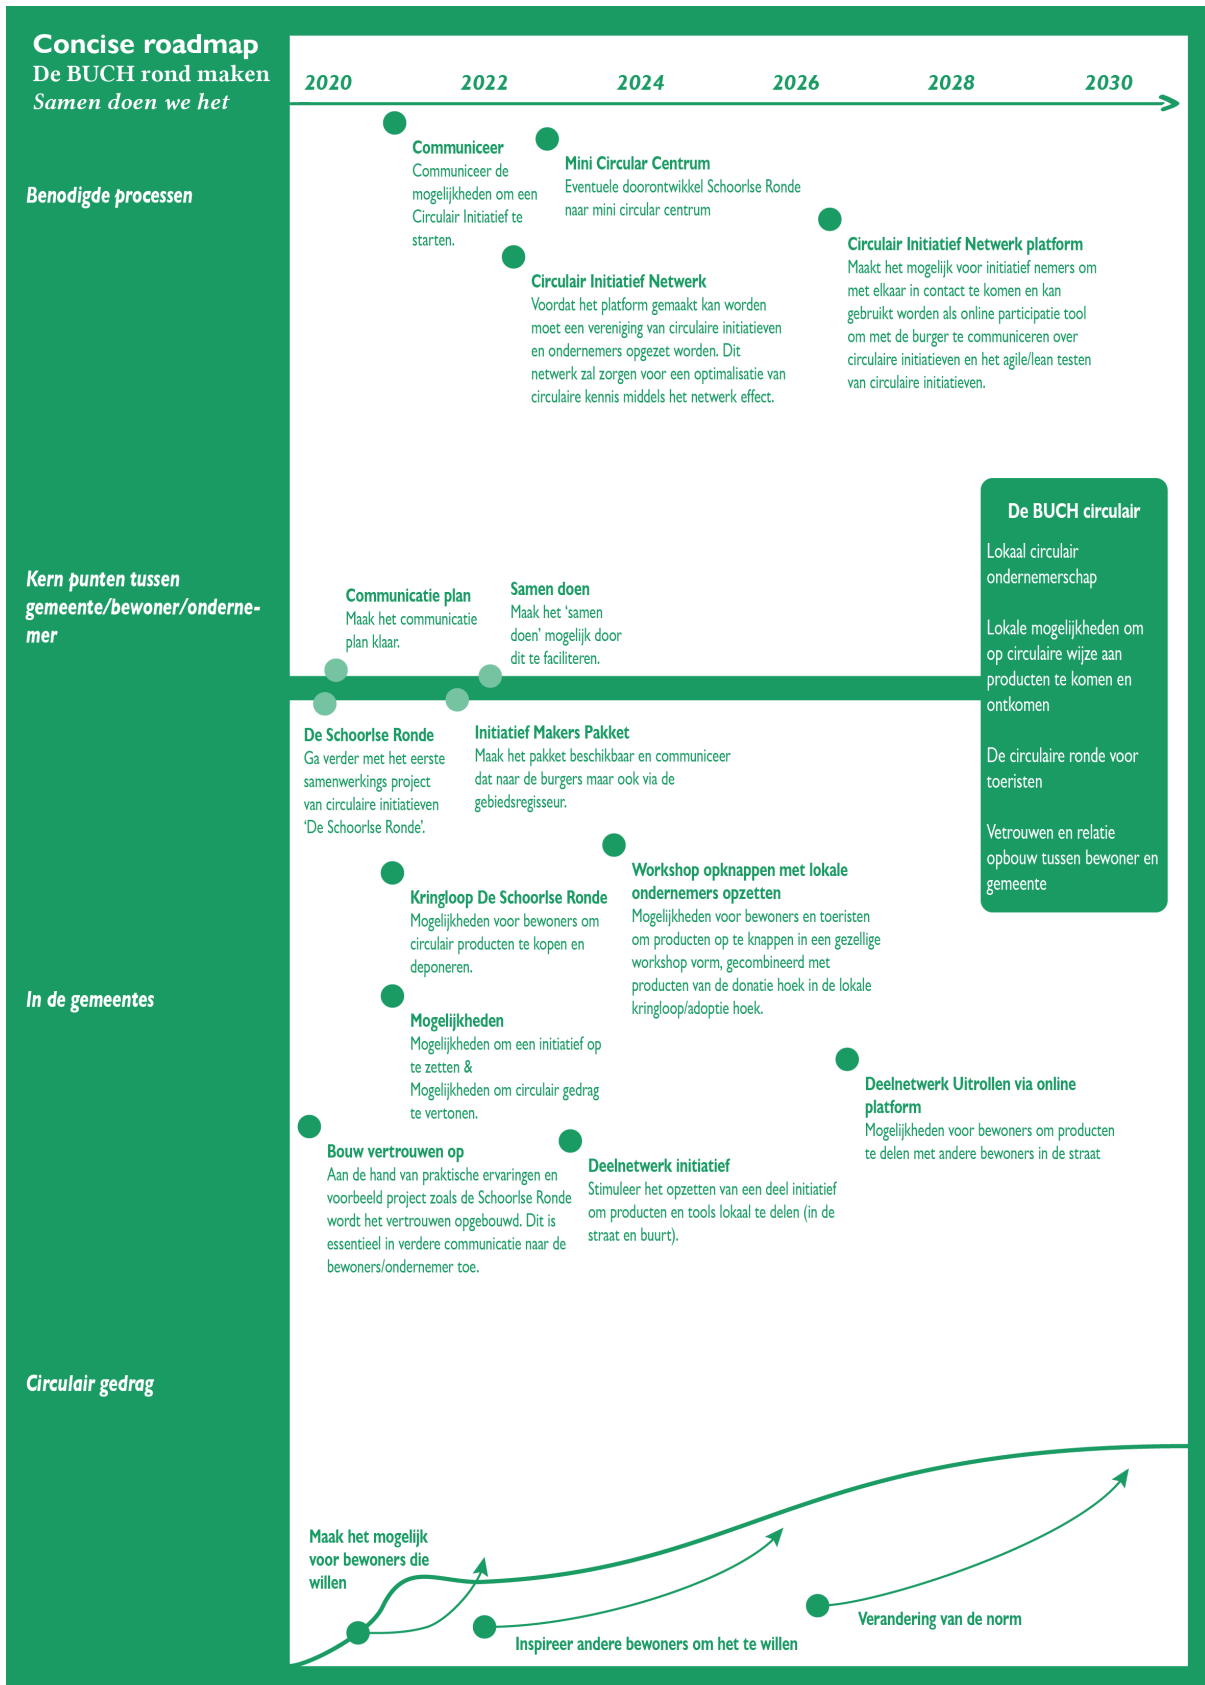 Concise roadmap
De BUCH rond maken
Samen doen we het
2020 2022 2024 2026 2028 2030
Benodigde processen
Communiceer
Communiceer de
mogelijkheden om een
Circulair Initiatief te
starten.
Mini Circular Centrum
Eventuele doorontwikkel Schoorlse Ronde
naar mini circular centrum
Circulair Initiatief Netwerk
Voordat het platform gemaakt kan worden
moet een vereniging van circulaire initiatieven
en ondernemers opgezet worden. Dit
netwerk zal zorgen voor een optimalisatie van
circulaire kennis middels het netwerk effect.
Circulair Initiatief Netwerk platform
Maakt het mogelijk voor initiatief nemers om
met elkaar in contact te komen en kan
gebruikt worden als online participatie tool
om met de burger te communiceren over
circulaire initiatieven en het agile/lean testen
van circulaire initiatieven.
Kern punten tussen
gemeente/bewoner/onderne-
mer
Communicatie plan
Maak het communicatie
plan klaar.
Samen doen
Maak het ‘samen
doen’ mogelijk door
dit te faciliteren.
De Schoorlse Ronde
Ga verder met het eerste
samenwerkings project
van circulaire initiatieven
‘De Schoorlse Ronde’.
Initiatief Makers Pakket
Maak het pakket beschikbaar en communiceer
dat naar de burgers maar ook via de
gebiedsregisseur.
De BUCH circulair
Lokaal circulair
ondernemerschap
Lokale mogelijkheden om
op circulaire wijze aan
producten te komen en
ontkomen
De circulaire ronde voor
toeristen
Vetrouwen en relatie
opbouw tussen bewoner en
gemeente
In de gemeentes
Kringloop De Schoorlse Ronde
Mogelijkheden voor bewoners om
circulair producten te kopen en
deponeren.
Workshop opknappen met lokale
ondernemers opzetten
Mogelijkheden voor bewoners en toeristen
om producten op te knappen in een gezellige
workshop vorm, gecombineerd met
producten van de donatie hoek in de lokale
kringloop/adoptie hoek.
Mogelijkheden
Mogelijkheden om een initiatief op
te zetten &
Mogelijkheden om circulair gedrag
te vertonen.
Deelnetwerk Uitrollen via online
platform
Mogelijkheden voor bewoners om producten
te delen met andere bewoners in de straat
Bouw vertrouwen op
Aan de hand van praktische ervaringen en
voorbeeld project zoals de Schoorlse Ronde
wordt het vertrouwen opgebouwd. Dit is
essentieel in verdere communicatie naar de
bewoners/ondernemer toe.
Deelnetwerk initiatief
Stimuleer het opzetten van een deel initiatief
om producten en tools lokaal te delen (in de
straat en buurt).
Circulair gedrag
Maak het mogelijk
voor bewoners die
willen
Inspireer andere bewoners om het te willen
Verandering van de norm